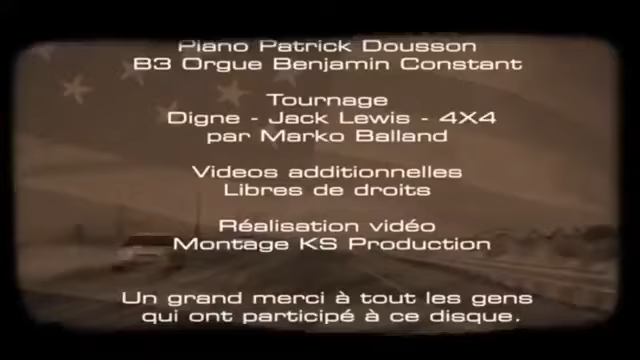 Piano Patrick Dousson
B3 Orgue Benjamin Constant
Tournage
Digne - Jack Lewis - 4X4
par Marko Balland
Videos additionnelles
Libres de droits
Réalisation vidéo
Montage KS Production
Un grand merci à tout les gens
qui ont participé à ce disque.